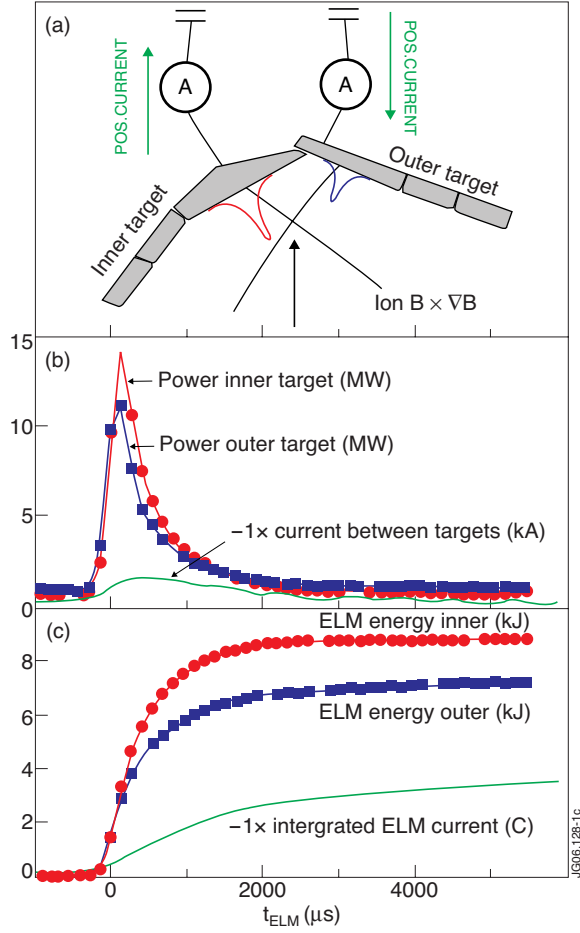 (a)
POS.CURRENT
A
A
POS.CURRENT
Inner target
Outer target
Ion B × ∇B
15
(b)
Power inner target (MW)
10
Power outer target (MW)
5
–1× current between targets (kA)
0
(c)
ELM energy inner (kJ)
8
ELM energy outer (kJ)
6
4
–1× intergrated ELM current (C)
2
0
0
2000
4000
tELM (µs)
JG06.128-1c